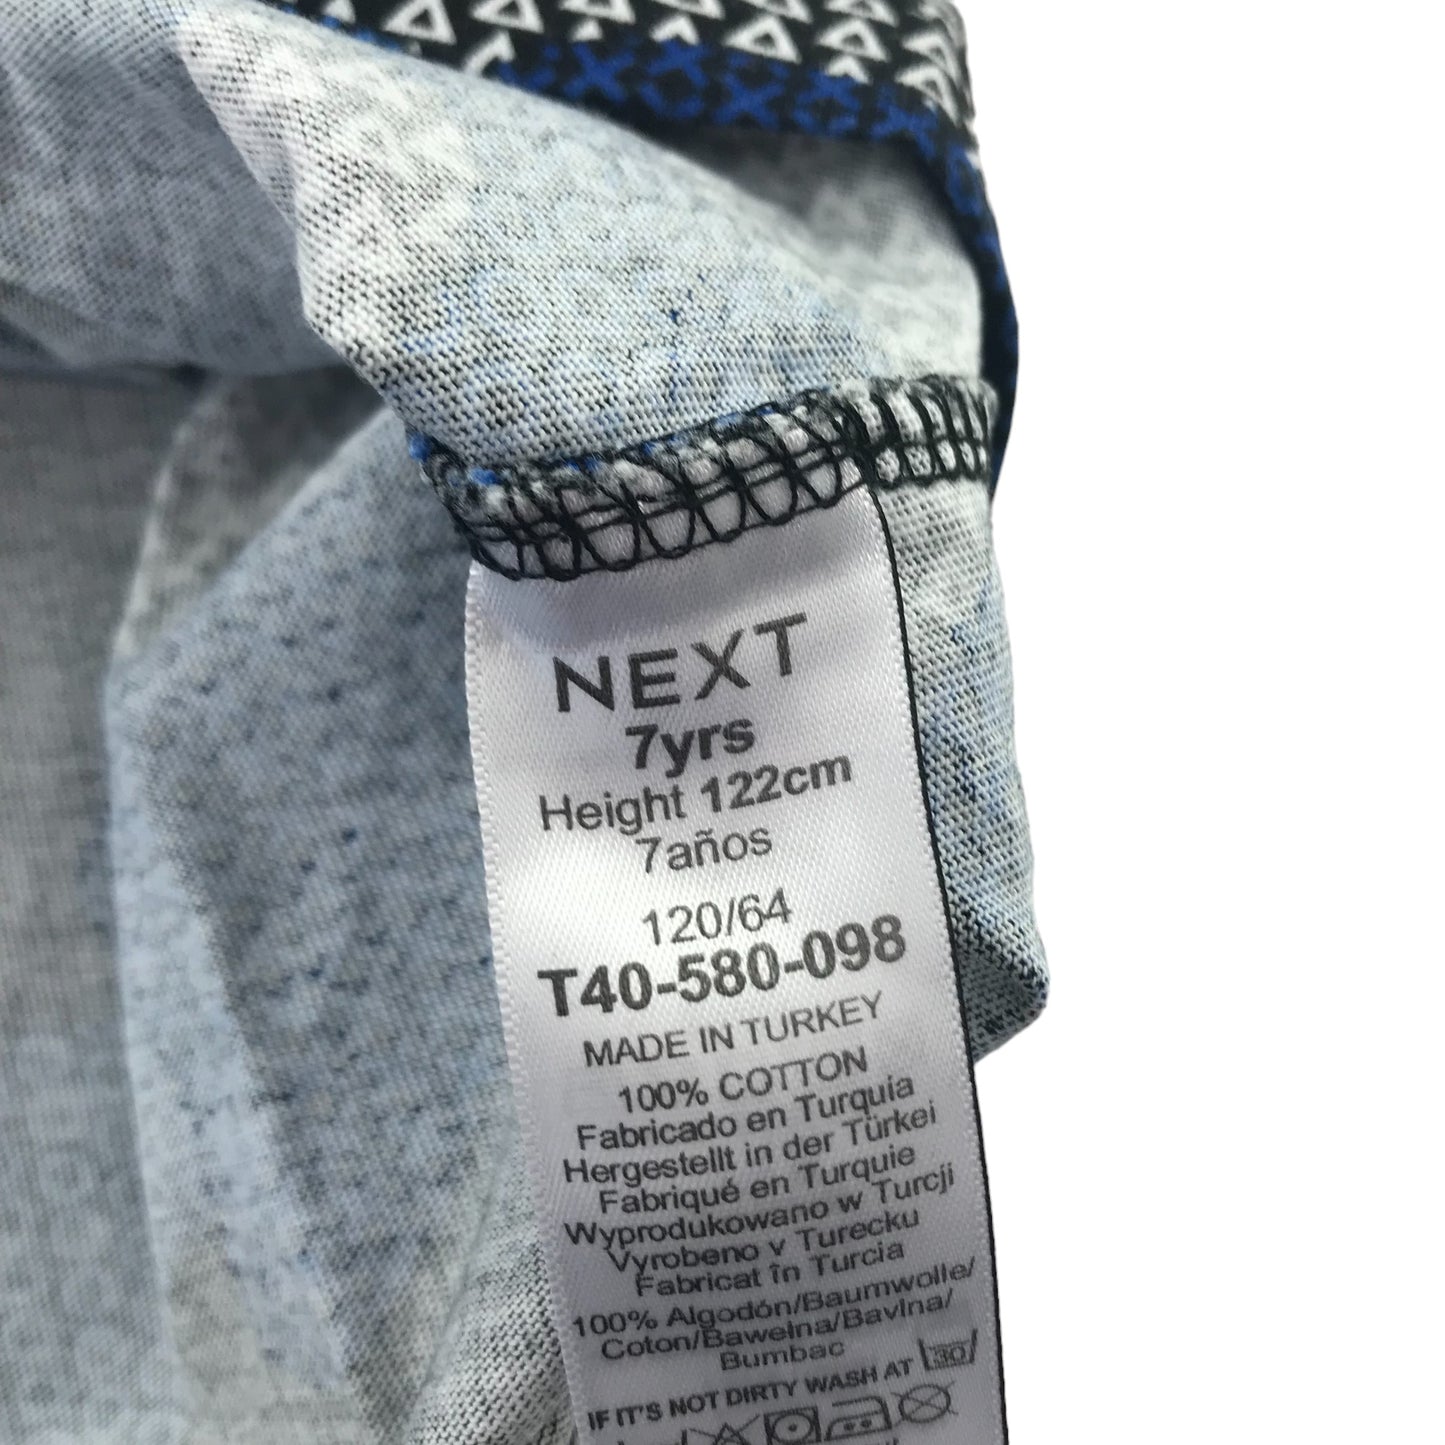 NEXT
7yrs
Height 122cm
7años
120/64
T40-580-098
MADE IN TURKEY
100% COTTON
Fabricado en Turquia
Hergestellt in der Türkei
Fabriqué en Turquie
Wyprodukowano w Turcji
Vyrobeno v Turecku
Fabricat în Turcia
100% Algodón/Baumwolle/
Coton/Bawełna/Bavlna/
Bumbac
IF IT'S NOT DIRTY WASH AT 30